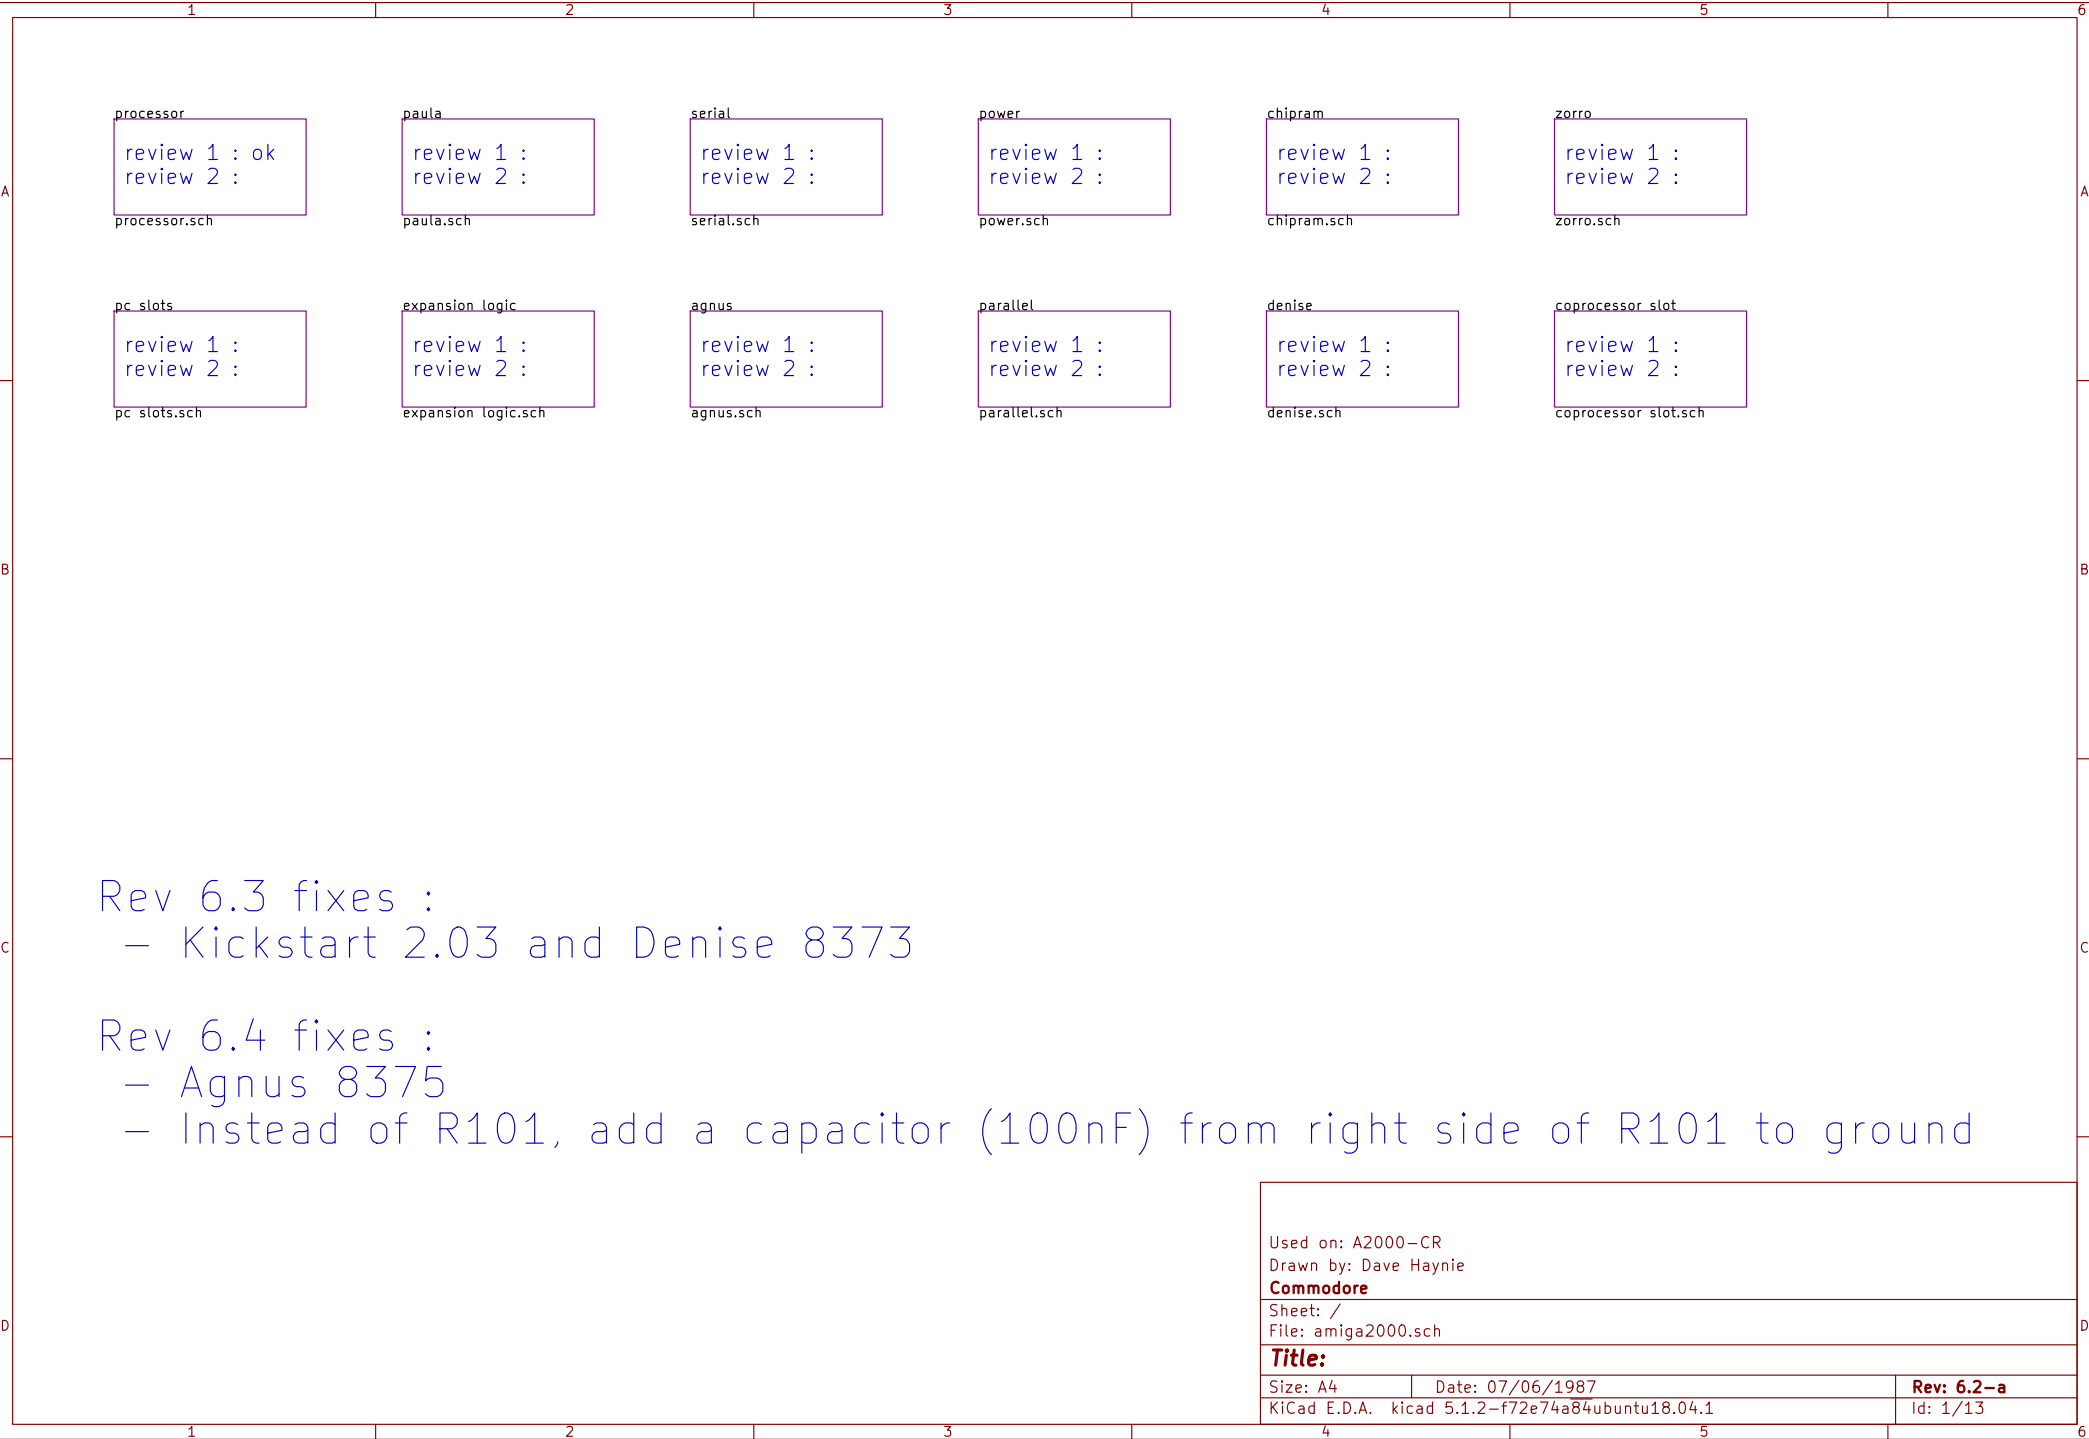 1 2 3 4 5 6
processor paula serial power chipram zorro
review 1 : ok review 1 : review 1 : review 1 : review 1 : review 1 :
review 2 : review 2 : review 2 : review 2 : review 2 : review 2 :
A A
processor.sch paula.sch serial.sch power.sch chipram.sch zorro.sch
pc slots expansion logic agnus parallel denise coprocessor slot
review 1 : review 1 : review 1 : review 1 : review 1 : review 1 :
review 2 : review 2 : review 2 : review 2 : review 2 : review 2 :
pc slots.sch expansion logic.sch agnus.sch parallel.sch denise.sch coprocessor slot.sch
B B
Rev 6.3 fixes :
- Kickstart 2.03 and Denise 8373
C C
Rev 6.4 fixes :
- Agnus 8375
- Instead of R101, add a capacitor (100nF) from right side of R101 to ground
Used on: A2000-CR
Drawn by: Dave Haynie
Commodore
Sheet: /
D D
File: amiga2000.sch
Title:
Size: A4 Date: 07/06/1987 Rev: 6.2-a
KiCad E.D.A. kicad 5.1.2-f72e74a84ubuntu18.04.1 Id: 1/13
1 2 3 4 5 6